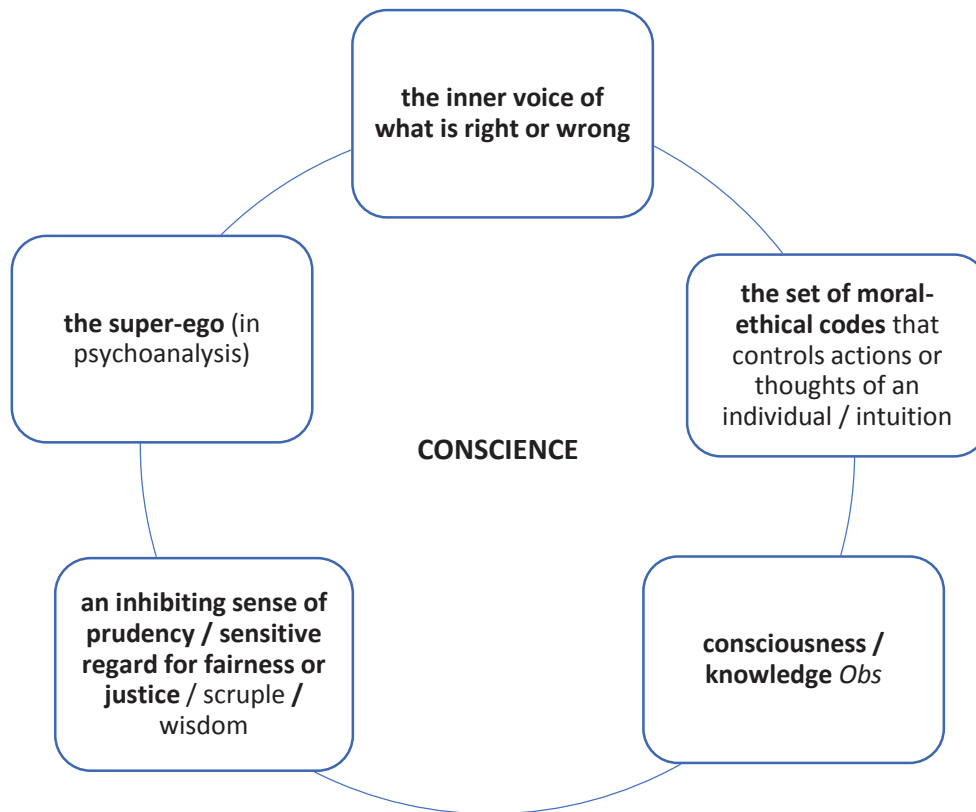 the inner voice of
what is right or wrong
the super-ego (in
psychoanalysis)
the set of moral-
ethical codes that
controls actions or
thoughts of an
individual / intuition
CONSCIENCE
an inhibiting sense of
prudency / sensitive
regard for fairness or
justice / scruple /
wisdom
consciousness /
knowledge Obs